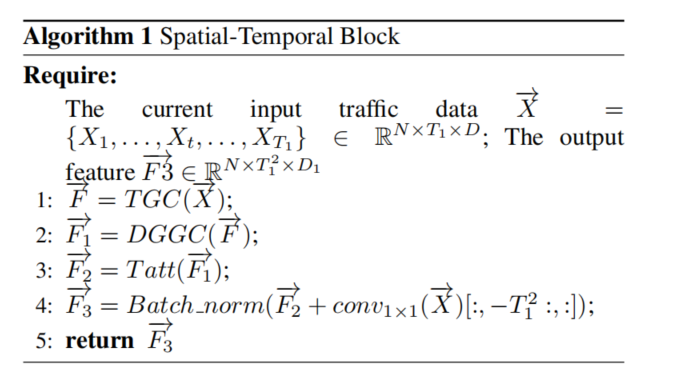 Algorithm 1 Spatial-Temporal Block
Require:
The current input traffic data $\overrightarrow{X}$ =
$\{X_1, \ldots, X_t, \ldots, X_{T_1}\} \in \mathbb{R}^{N \times T_1 \times D}$; The output
feature $\overrightarrow{F3} \in \mathbb{R}^{N \times T_1^2 \times D_1}$
1: $\overrightarrow{F} = TGC(\overrightarrow{X})$;
2: $\overrightarrow{F_1} = DGGC(\overrightarrow{F})$;
3: $\overrightarrow{F_2} = Tatt(\overrightarrow{F_1})$;
4: $\overrightarrow{F_3} = Batch\_norm(\overrightarrow{F_2} + conv_{1 \times 1}(\overrightarrow{X})[:, -T_1^2 :, :])$;
5: return $\overrightarrow{F_3}$